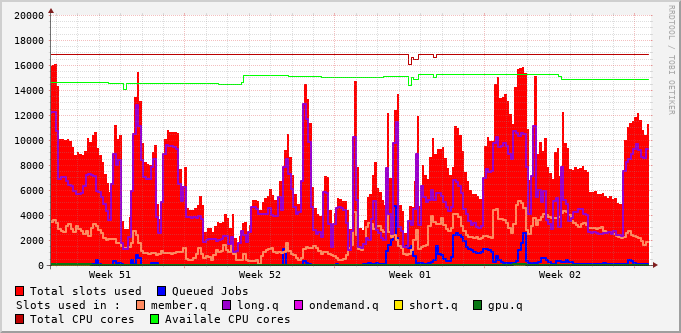 20000
18000
16000
14000
12000
10000
8000
6000
4000
2000
0
Week 51 Week 52 Week 01 Week 02
RRDTOOL / TOBI OETIKER
Total slots used Queued Jobs
Slots used in : member.q long.q ondemand.q short.q gpu.q
Total CPU cores Availale CPU cores